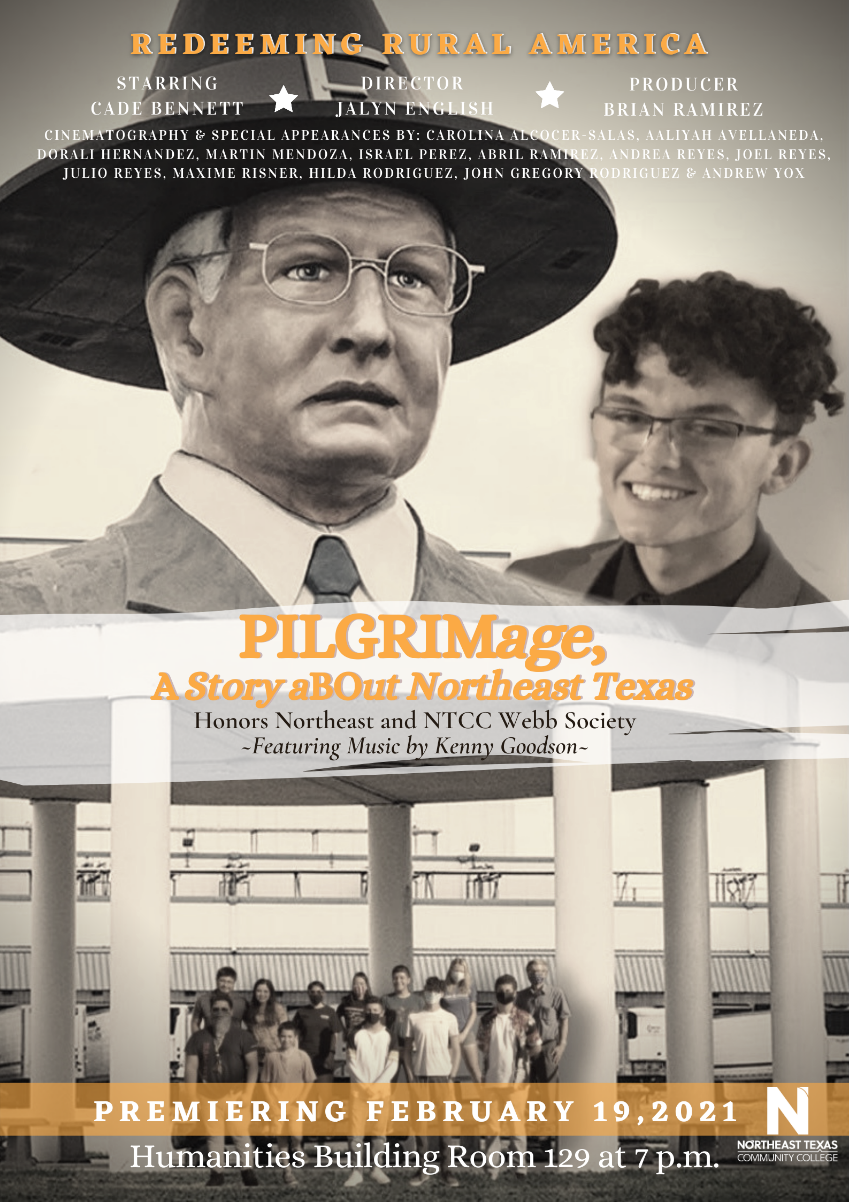 REDEEMING RURAL AMERICA
STARRING
CADE BENNETT
DIRECTOR
JALYN ENGLISH
PRODUCER
BRIAN RAMIREZ
CINEMATOGRAPHY & SPECIAL APPEARANCES BY: CAROLINA ALCOCER-SALAS, AALIYAH AVELLANEDA,
DORALI HERNANDEZ, MARTIN MENDOZA, ISRAEL PEREZ, ABRIL RAMIREZ, ANDREA REYES, JOEL REYES,
JULIO REYES, MAXIME RISNER, HILDA RODRIGUEZ, JOHN GREGORY RODRIGUEZ & ANDREW YOX
PILGRIMage,
A Story aBOut Northeast Texas
Honors Northeast and NTCC Webb Society
~Featuring Music by Kenny Goodson~
PREMIERING FEBRUARY 19,2021
Humanities Building Room 129 at 7 p.m.
N
NORTHEAST TEXAS
COMMUNITY COLLEGE